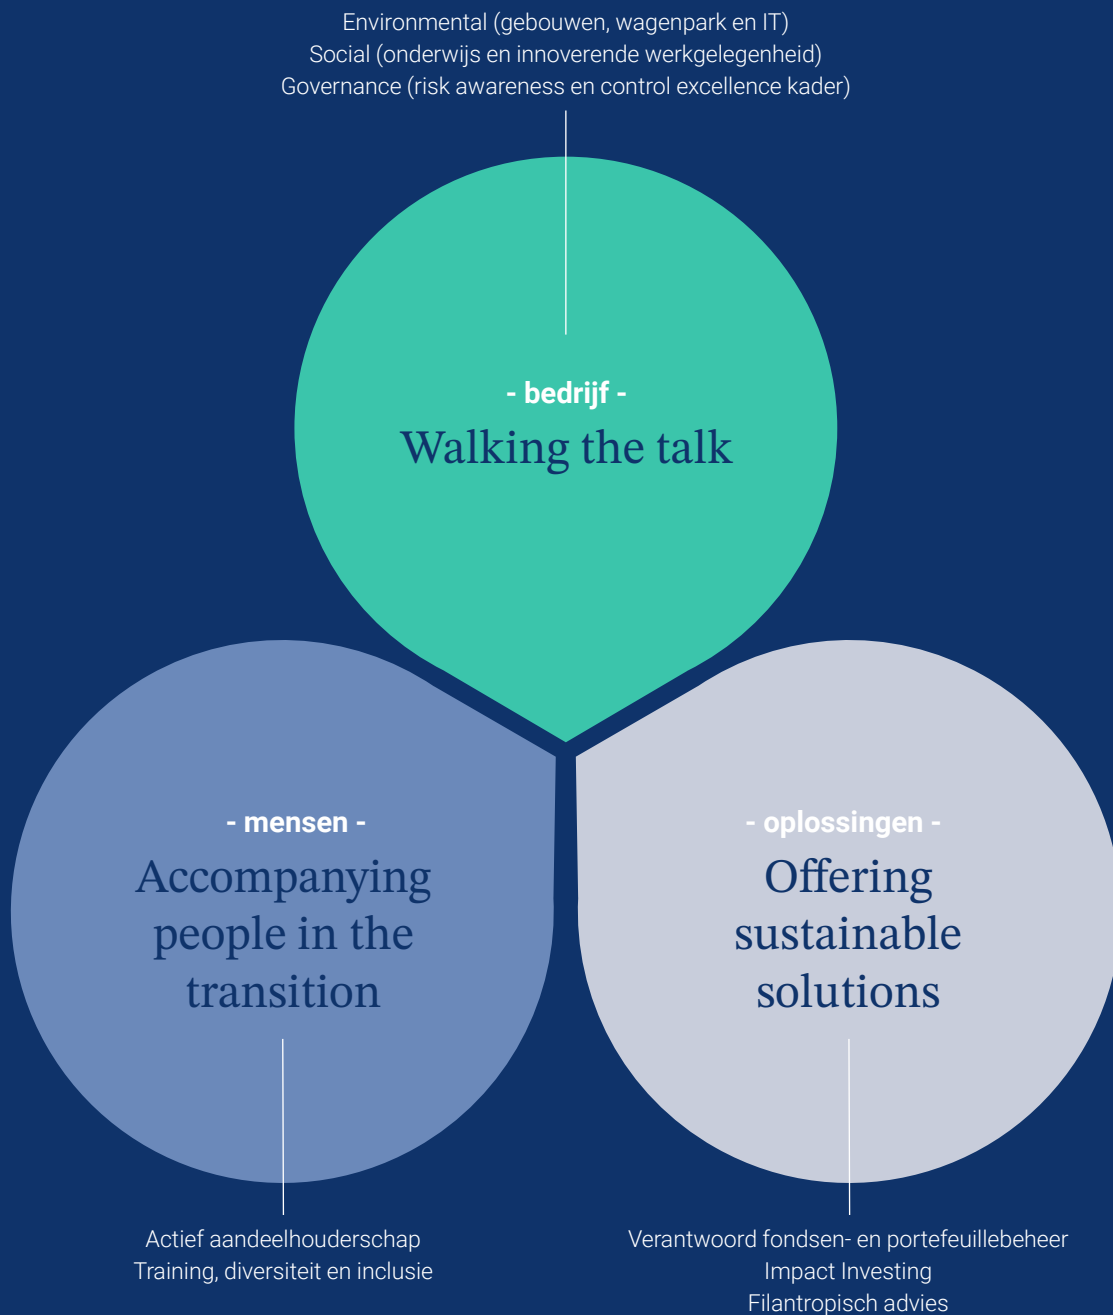 Environmental (gebouwen, wagenpark en IT)
Social (onderwijs en innoverende werkgelegenheid)
Governance (risk awareness en control excellence kader)
- bedrijf -
Walking the talk
- mensen -
Accompanying
people in the
transition
- oplossingen -
Offering
sustainable
solutions
Actief aandeelhouderschap
Training, diversiteit en inclusie
Verantwoord fondsen- en portefeuillebeheer
Impact Investing
Filantropisch advies